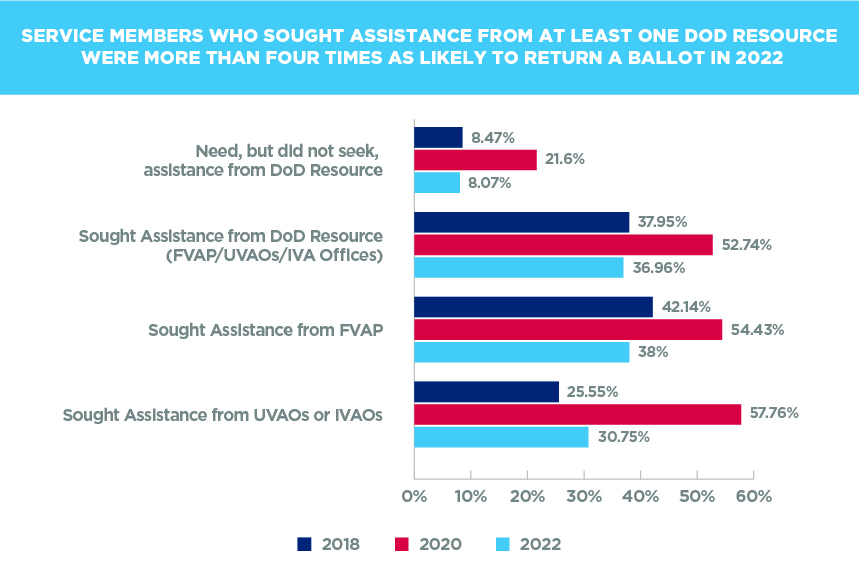 SERVICE MEMBERS WHO SOUGHT ASSISTANCE FROM AT LEAST ONE DOD RESOURCE
WERE MORE THAN FOUR TIMES AS LIKELY TO RETURN A BALLOT IN 2022
Need, but did not seek,
assistance from DoD Resource
8.47%
21.6%
8.07%
Sought Assistance from DoD Resource
(FVAP/UVAOs/IVA Offices)
37.95%
52.74%
36.96%
Sought Assistance from FVAP
42.14%
54.43%
38%
Sought Assistance from UVAOs or IVAOs
25.55%
57.76%
30.75%
0% 10% 20% 30% 40% 50% 60%
2018 2020 2022